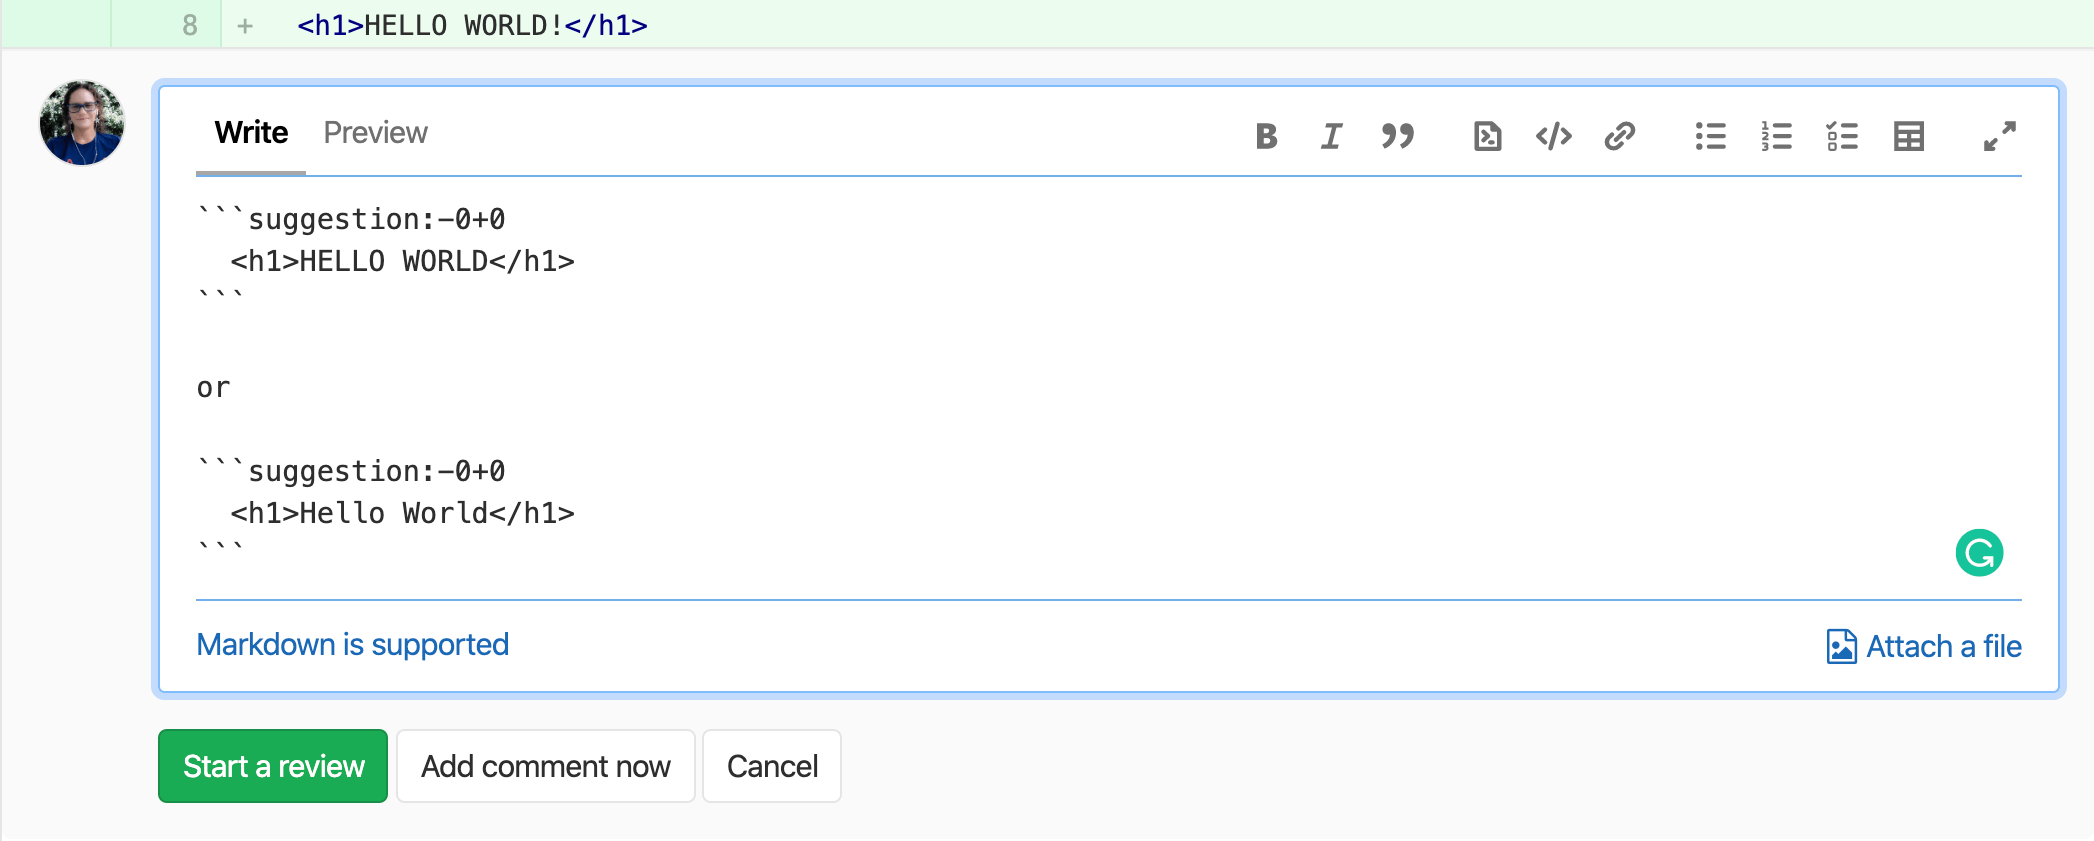 8 + <h1>HELLO WORLD!</h1>
Write Preview
```suggestion:-0+0
  <h1>HELLO WORLD</h1>
```
or
```suggestion:-0+0
  <h1>Hello World</h1>
```
Markdown is supported Attach a file
Start a review Add comment now Cancel